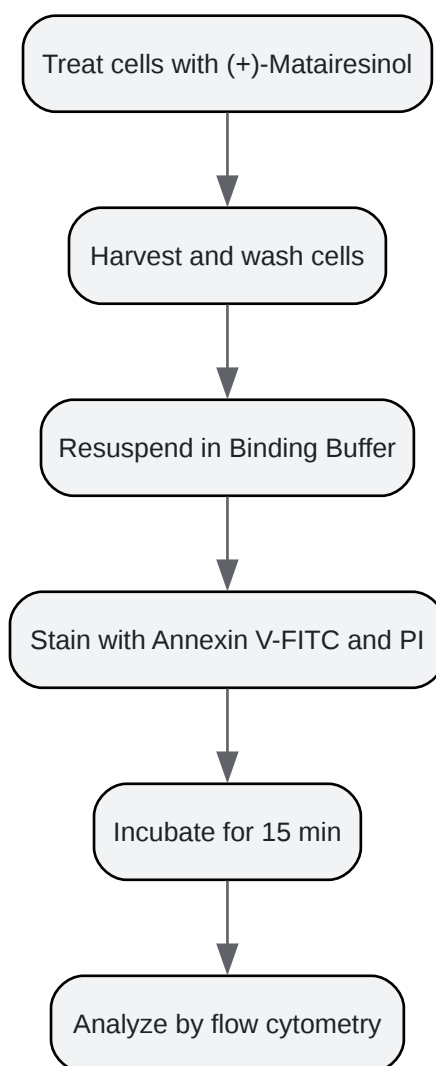 Treat cells with (+)-Matairesinol
Harvest and wash cells
Resuspend in Binding Buffer
Stain with Annexin V-FITC and PI
Incubate for 15 min
Analyze by flow cytometry